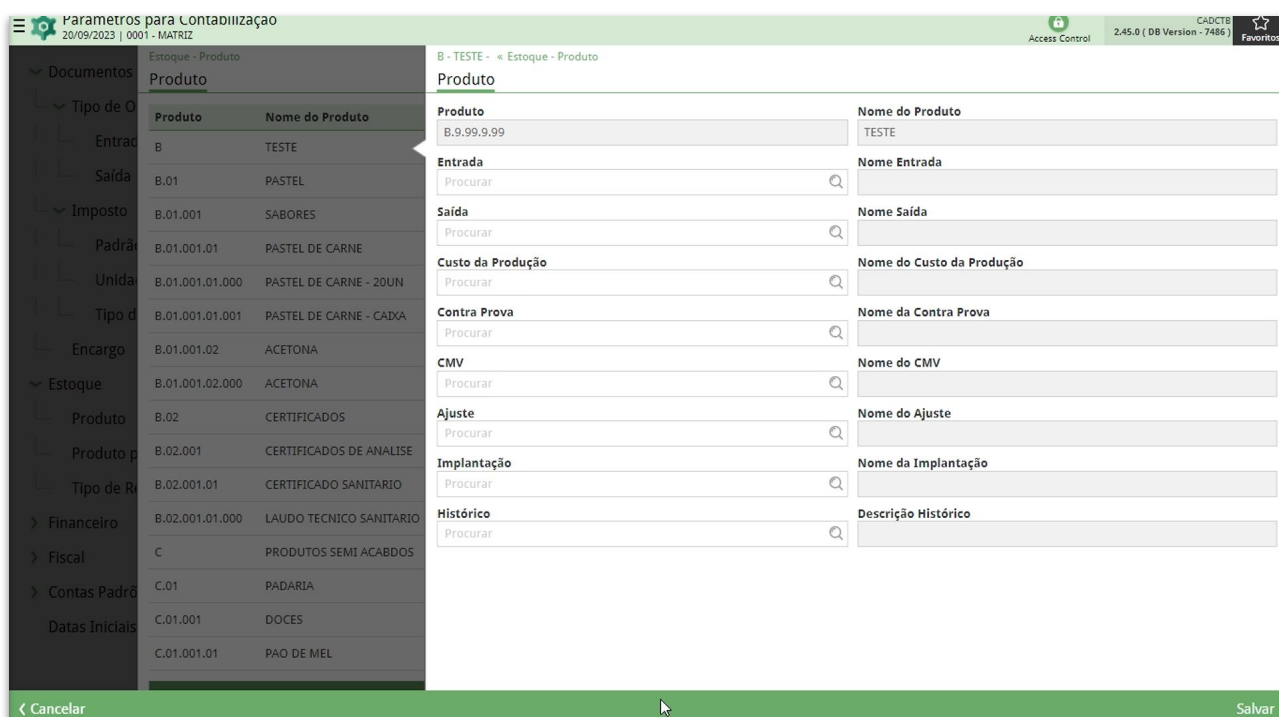 Parametros para Contabilização
20/09/2023 | 0001 - MATRIZ
Access Control
CADCTB
2.45.0 ( DB Version - 7486 )
Favoritos
Documentos
Tipo de O
Entrad
Saída
Imposto
Padrã
Unida
Tipo d
Encargo
Estoque
Produto
Produto p
Tipo de Re
Financeiro
Fiscal
Contas Padrõ
Datas Iniciais
Estoque - Produto
Produto
Produto Nome do Produto
B TESTE
B.01 PASTEL
B.01.001 SABORES
B.01.001.01 PASTEL DE CARNE
B.01.001.01.000 PASTEL DE CARNE - 20UN
B.01.001.01.001 PASTEL DE CARNE - CAIXA
B.01.001.02 ACETONA
B.01.001.02.000 ACETONA
B.02 CERTIFICADOS
B.02.001 CERTIFICADOS DE ANALISE
B.02.001.01 CERTIFICADO SANITARIO
B.02.001.01.000 LAUDO TECNICO SANITARIO
C PRODUTOS SEMI ACABDOS
C.01 PADARIA
C.01.001 DOCES
C.01.001.01 PAO DE MEL
B - TESTE - « Estoque - Produto
Produto
Produto Nome do Produto
B.9.99.9.99 TESTE
Entrada Nome Entrada
Procurar
Saída Nome Saída
Procurar
Custo da Produção Nome do Custo da Produção
Procurar
Contra Prova Nome da Contra Prova
Procurar
CMV Nome do CMV
Procurar
Ajuste Nome do Ajuste
Procurar
Implantação Nome da Implantação
Procurar
Histórico Descrição Histórico
Procurar
Cancelar Salvar